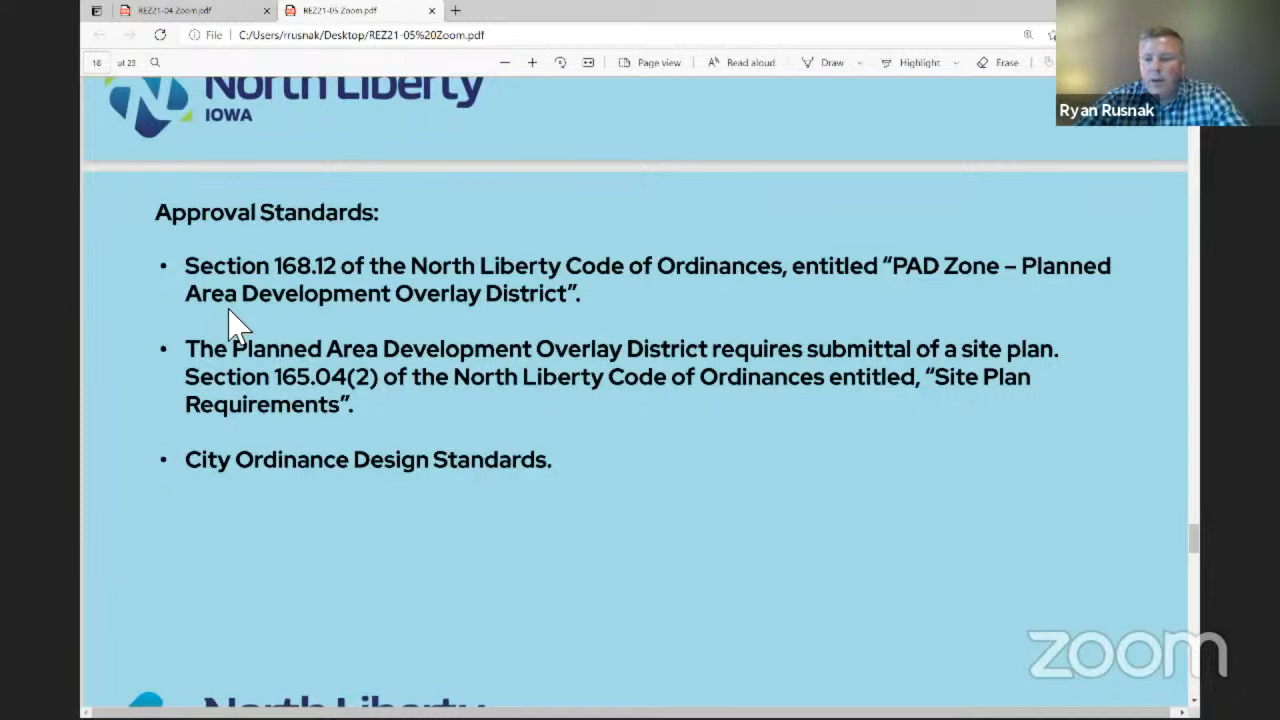 REZ21-04 Zoom.pdf
REZ21-05 Zoom.pdf
File
C:/Users/rrusnak/Desktop/REZ21-05%20Zoom.pdf
18 of 23
Page view
Read aloud
Draw
Highlight
Erase
Ryan Rusnak
North Liberty
IOWA
Approval Standards:
• Section 168.12 of the North Liberty Code of Ordinances, entitled “PAD Zone – Planned
Area Development Overlay District”.
• The Planned Area Development Overlay District requires submittal of a site plan.
Section 165.04(2) of the North Liberty Code of Ordinances entitled, “Site Plan
Requirements”.
• City Ordinance Design Standards.
zoom
North Liberty